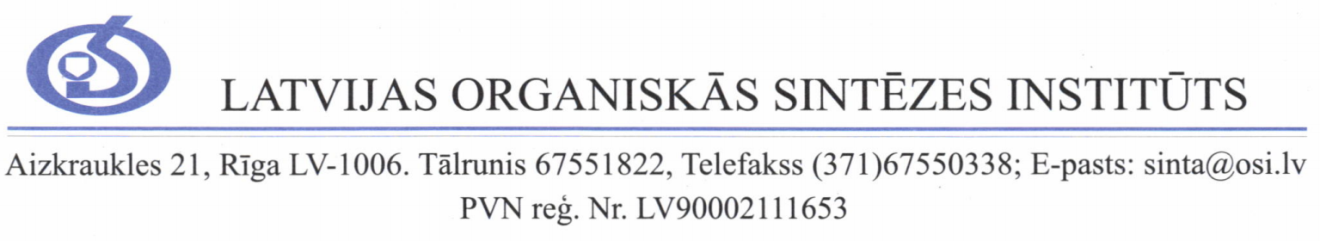 LATVIJAS ORGANISKĀS SINTĒZES INSTITŪTS
Aizkraukles 21, Rīga LV-1006. Tālrunis 67551822, Telefakss (371)67550338; E-pasts: sinta@osi.lv
PVN reģ. Nr. LV90002111653